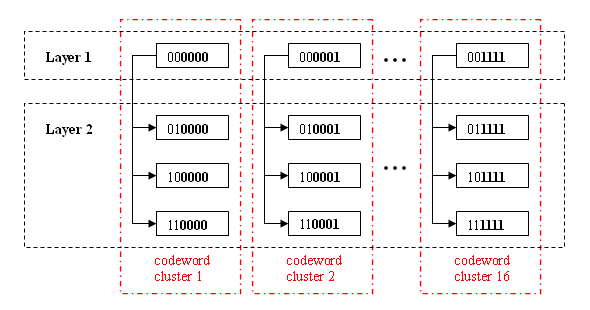 Layer 1 000000 000001 ... 001111
Layer 2 010000 010001 011111
100000 100001 ... 101111
110000 110001 111111
codeword codeword codeword
cluster 1 cluster 2 cluster 16